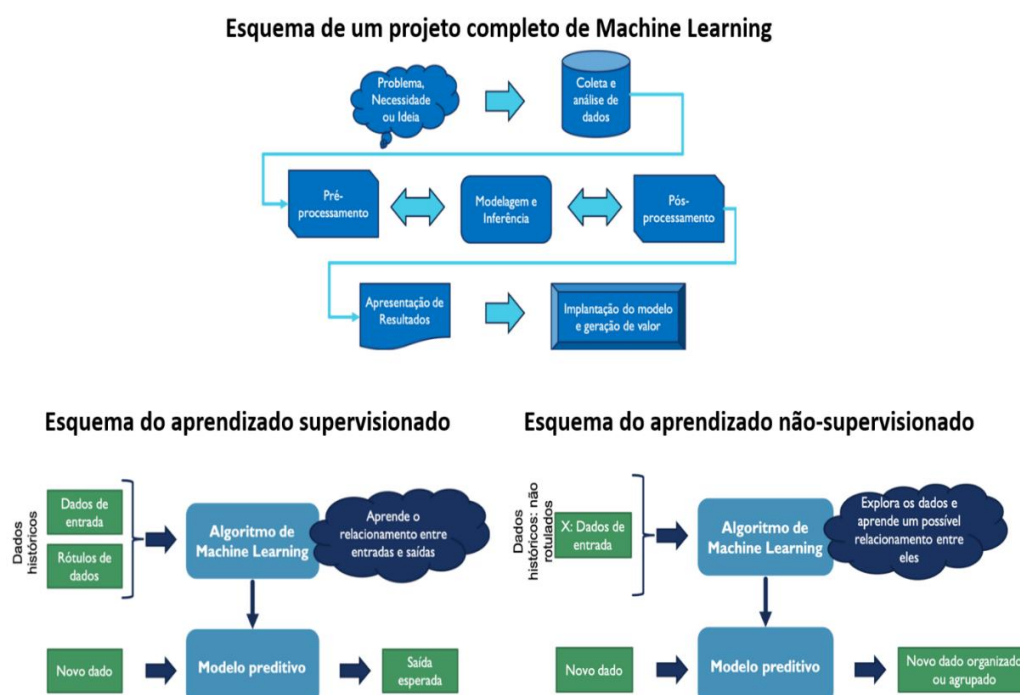 Esquema de um projeto completo de Machine Learning
Problema,
Necessidade
ou Ideia
Coleta e
análise de
dados
Pré-
processamento
Modelagem e
Inferência
Pós-
processamento
Apresentação de
Resultados
Implantação do modelo
e geração de valor
Esquema do aprendizado supervisionado
Dados
históricos
Dados de
entrada
Rótulos de
dados
Algoritmo de
Machine Learning
Aprende o
relacionamento entre
entradas e saídas
Novo dado
Modelo preditivo
Saída
esperada
Esquema do aprendizado não-supervisionado
Dados
históricos: não
rotulados
X: Dados de
entrada
Algoritmo de
Machine Learning
Explora os dados e
aprende um possível
relacionamento entre
eles
Novo dado
Modelo preditivo
Novo dado organizado
ou agrupado